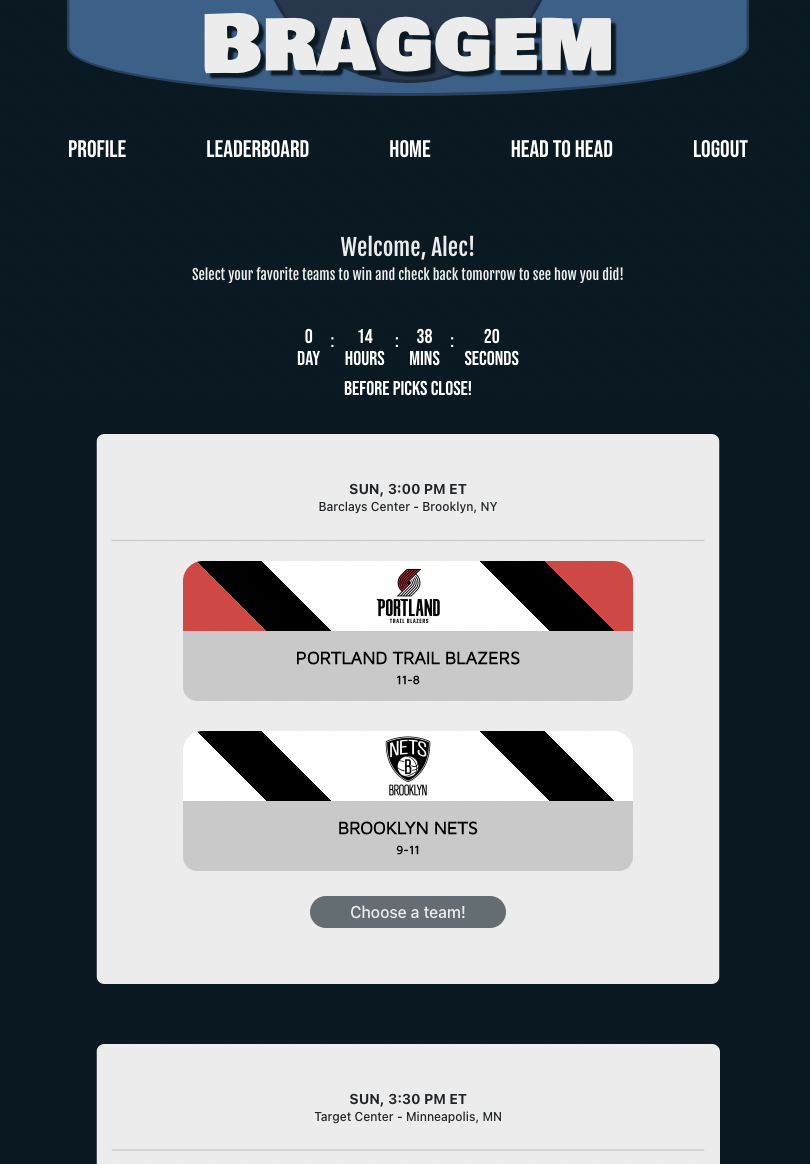 BRAGGEM
PROFILE LEADERBOARD HOME HEAD TO HEAD LOGOUT
Welcome, Alec!
Select your favorite teams to win and check back tomorrow to see how you did!
0 : 14 : 38 : 20
DAY HOURS MINS SECONDS
BEFORE PICKS CLOSE!
SUN, 3:00 PM ET
Barclays Center - Brooklyn, NY
PORTLAND
TRAIL BLAZERS
PORTLAND TRAIL BLAZERS
11-8
NETS
B
BROOKLYN
BROOKLYN NETS
9-11
Choose a team!
SUN, 3:30 PM ET
Target Center - Minneapolis, MN